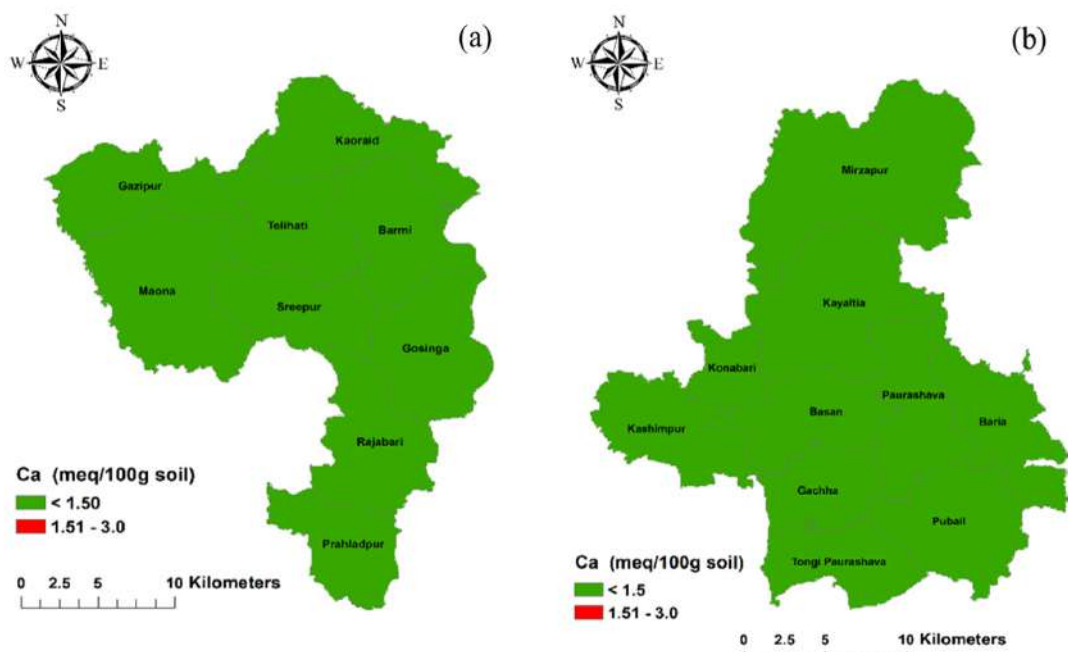 (a)
N
W E
S
Kaoraid
Gazipur
Telihati
Barmi
Maona
Sreepur
Gosinga
Rajabari
Prahladpur
Ca (meq/100g soil)
< 1.50
1.51 - 3.0
0 2.5 5 10 Kilometers
(b)
N
W E
S
Mirzapur
Kayaltia
Konabari
Paurashava
Basan
Baria
Kashimpur
Gachha
Pubail
Tongi Paurashava
Ca (meq/100g soil)
< 1.5
1.51 - 3.0
0 2.5 5 10 Kilometers